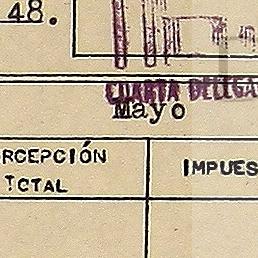 48.
CUARTA DELEGA
Mayo
RCEPCIÓN
TOTAL
IMPUES